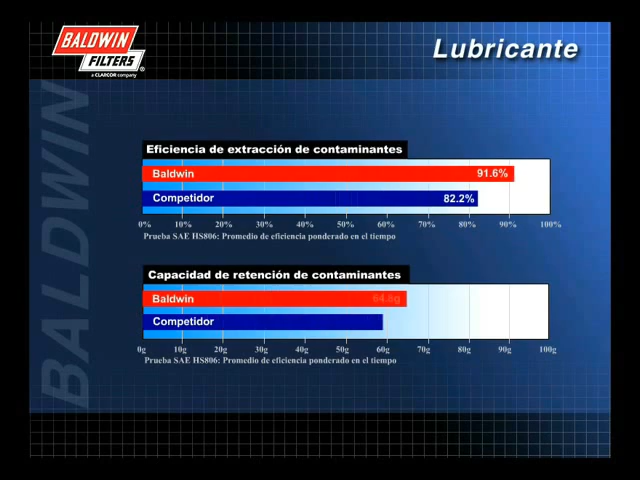 BALDWIN
FILTERS®
a CLARCOR company
Lubricante
BALDWIN
Eficiencia de extracción de contaminantes
Baldwin 91.6%
Competidor 82.2%
0% 10% 20% 30% 40% 50% 60% 70% 80% 90% 100%
Prueba SAE HS806: Promedio de eficiencia ponderado en el tiempo
Capacidad de retención de contaminantes
Baldwin 64.8g
Competidor
0g 10g 20g 30g 40g 50g 60g 70g 80g 90g 100g
Prueba SAE HS806: Promedio de eficiencia ponderado en el tiempo